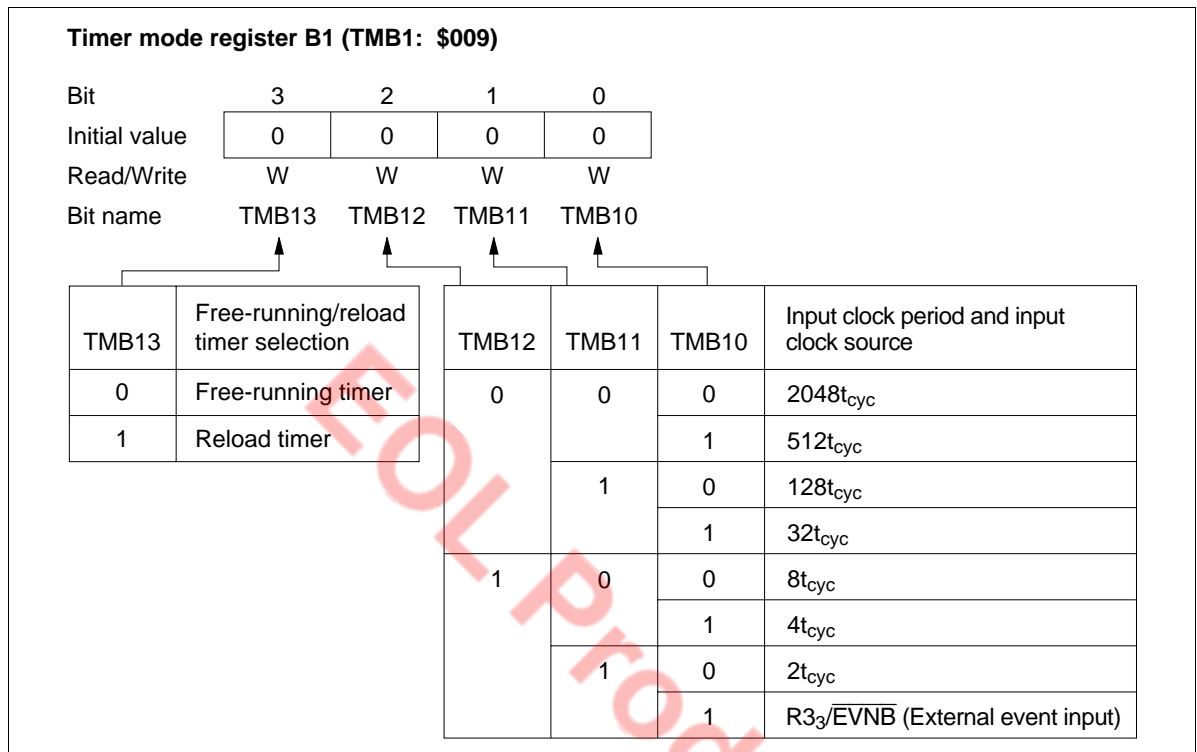 Timer mode register B1 (TMB1: $009)
Bit 3 2 1 0
Initial value 0 0 0 0
Read/Write W W W W
Bit name TMB13 TMB12 TMB11 TMB10
TMB13 Free-running/reload timer selection
0 Free-running timer
1 Reload timer
TMB12 TMB11 TMB10 Input clock period and input clock source
0 0 0 2048tcyc
1 512tcyc
1 0 128tcyc
1 32tcyc
1 0 0 8tcyc
1 4tcyc
1 0 2tcyc
1 R33/EVNB (External event input)
EOL Prod